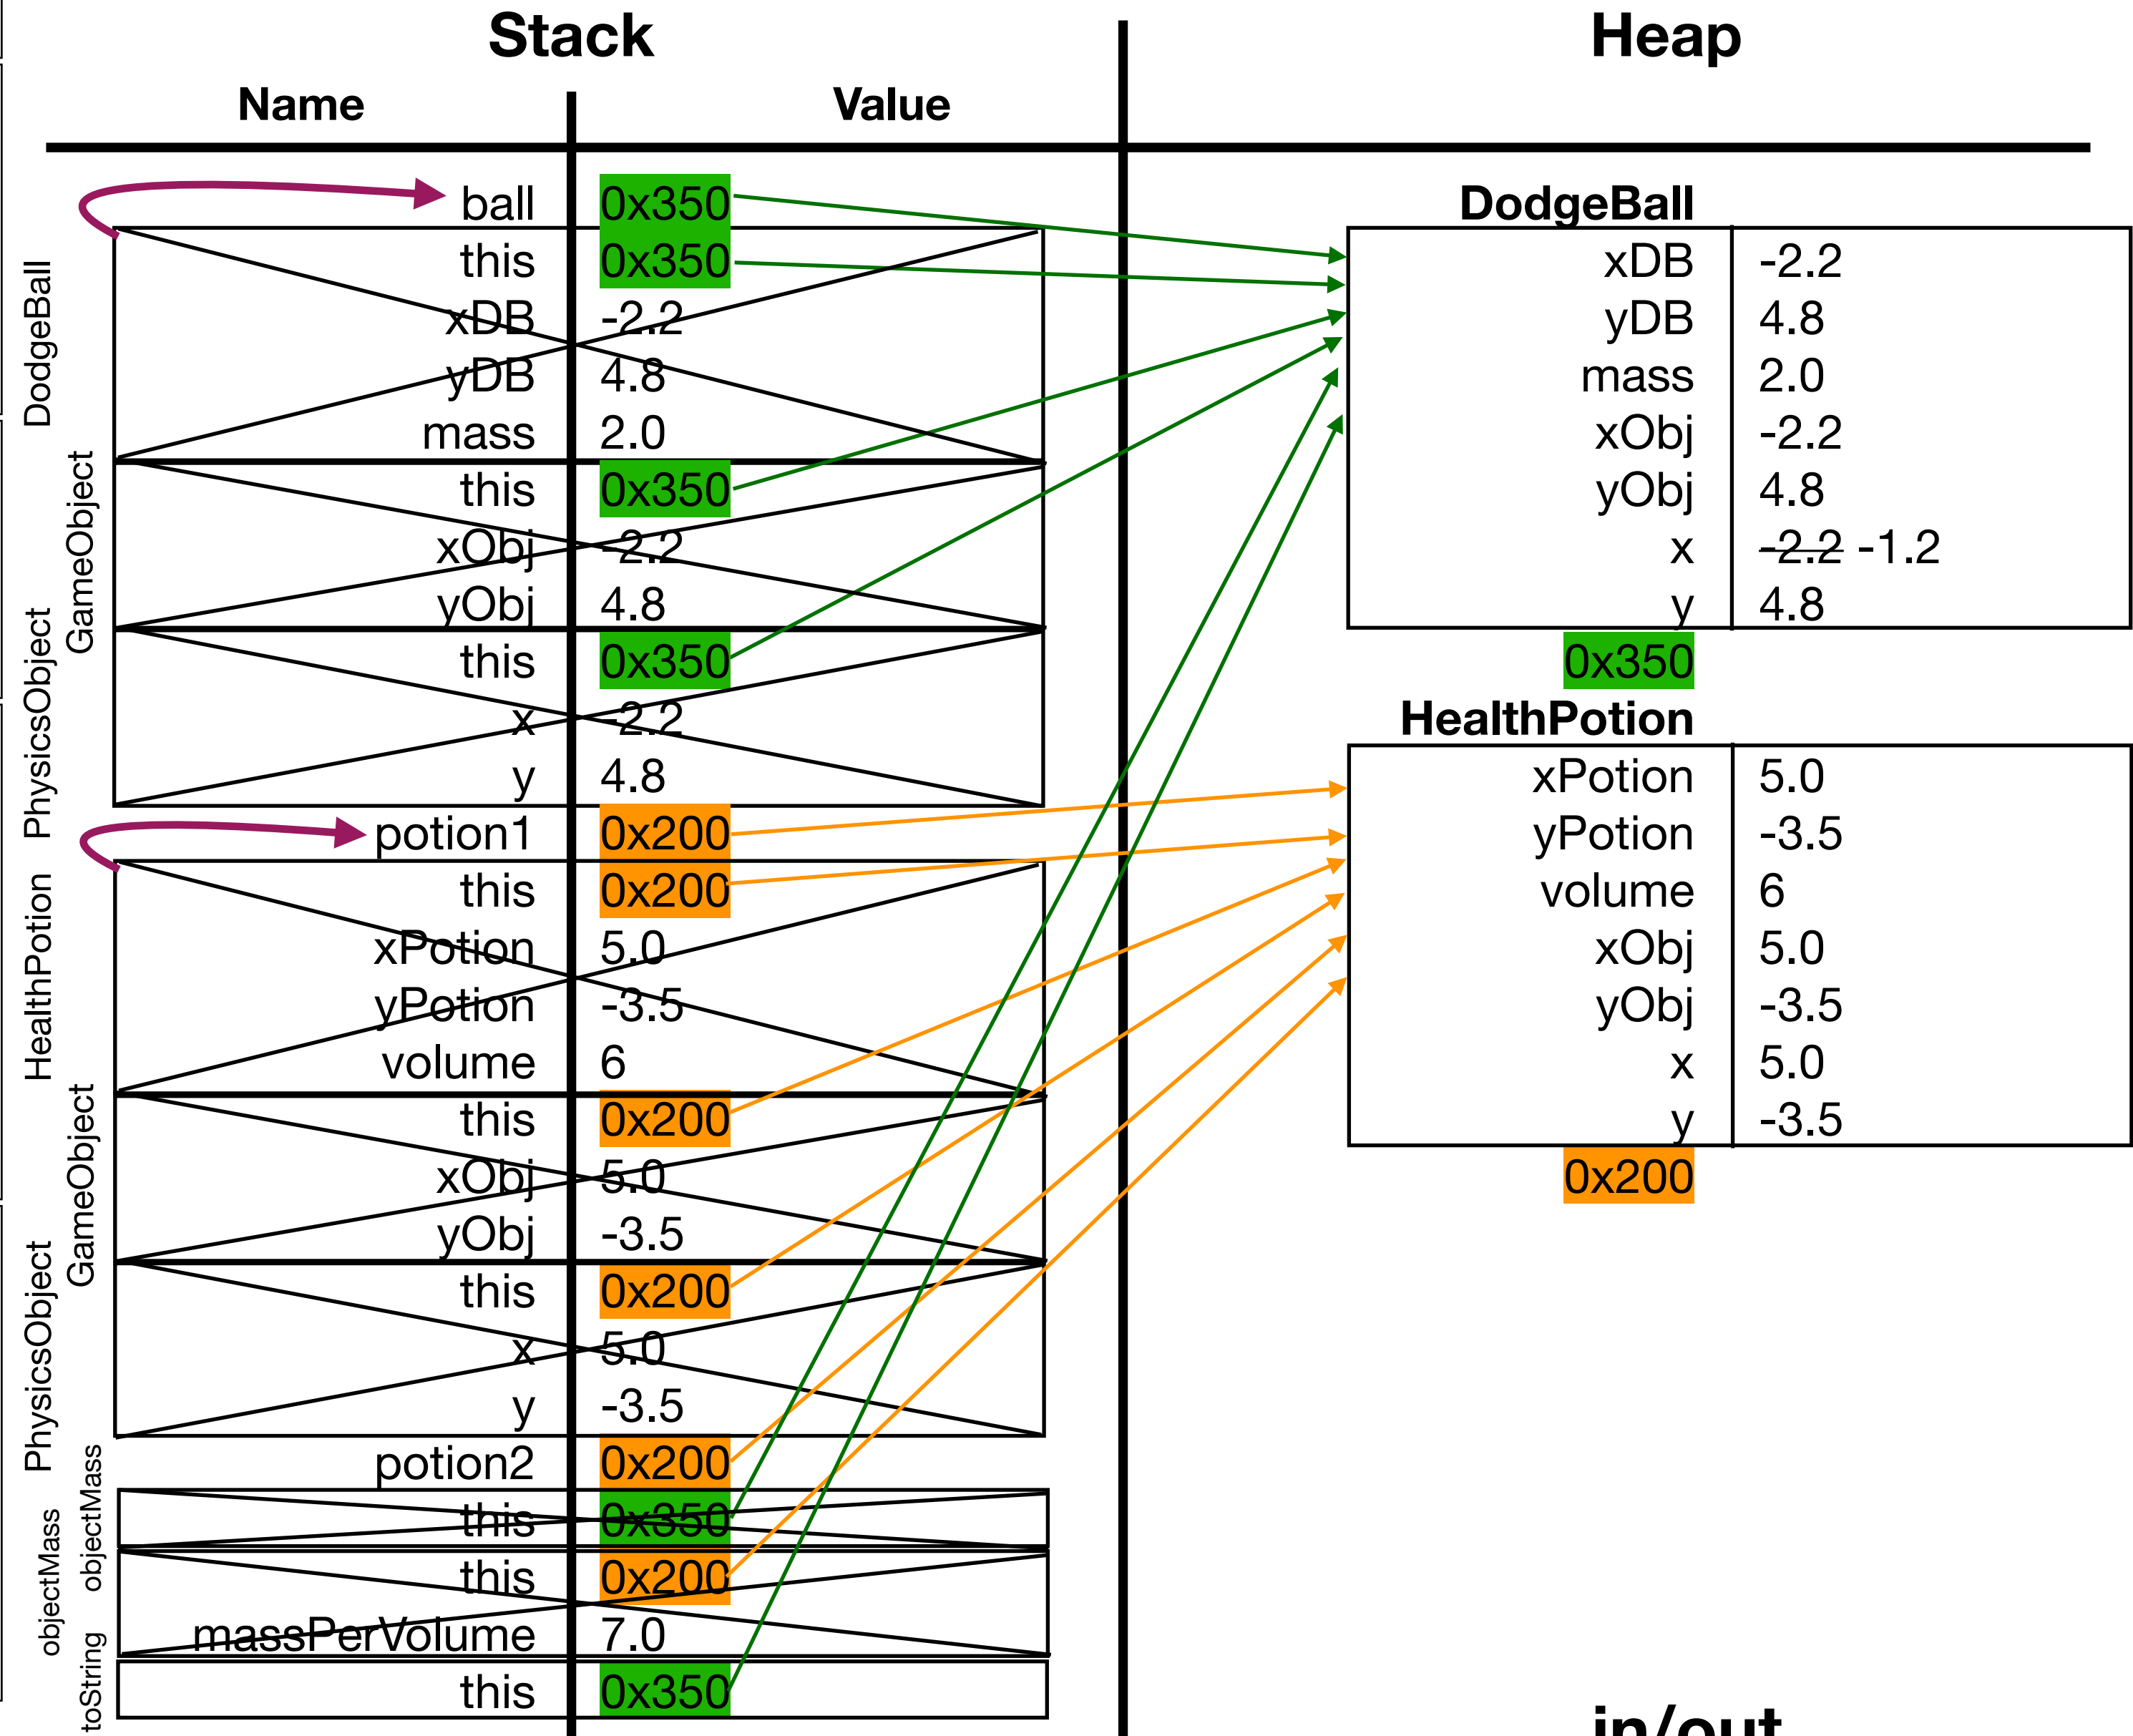 Stack
Heap
Name Value
ball 0x350
this 0x350
xDB -2.2
yDB 4.8
mass 2.0
this 0x350
xObj -2.2
yObj 4.8
this 0x350
x -2.2
y 4.8
potion1 0x200
this 0x200
xPotion 5.0
yPotion -3.5
volume 6
this 0x200
xObj 5.0
yObj -3.5
this 0x200
x 5.0
y -3.5
potion2 0x200
this 0x350
this 0x200
massPerVolume 7.0
this 0x350
DodgeBall
GameObject
PhysicsObject
HealthPotion
GameObject
PhysicsObject
objectMass
objectMass
toString
DodgeBall
xDB -2.2
yDB 4.8
mass 2.0
xObj -2.2
yObj 4.8
x -2.2 -1.2
y 4.8
0x350
HealthPotion
xPotion 5.0
yPotion -3.5
volume 6
xObj 5.0
yObj -3.5
x 5.0
y -3.5
0x200
in/out